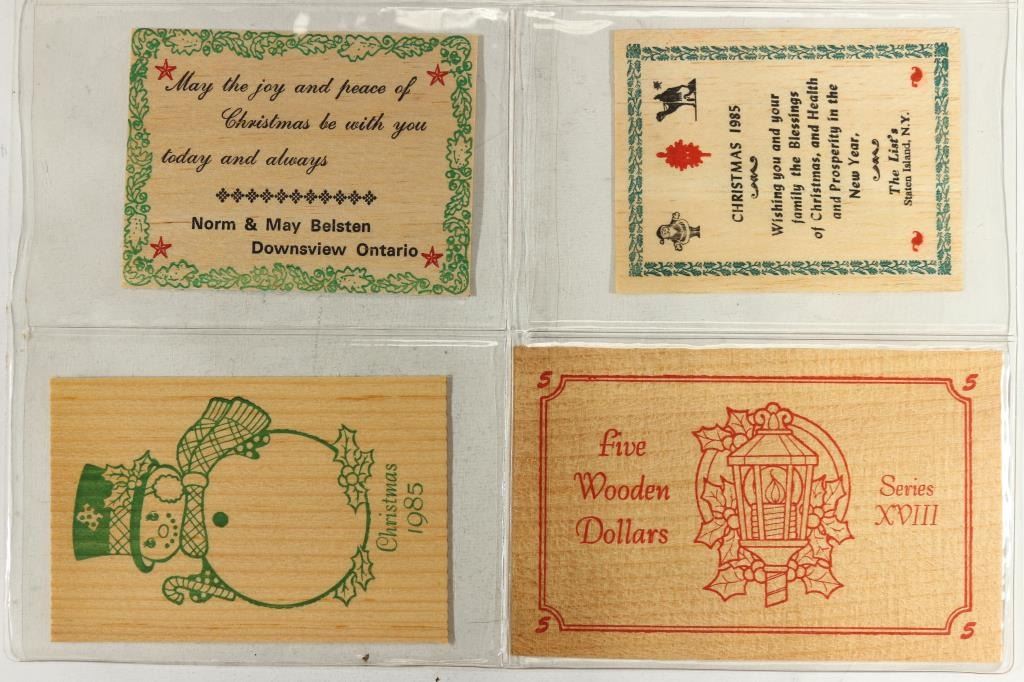 May the joy and peace of
Christmas be with you
today and always
Norm & May Belsten
Downsview Ontario
CHRISTMAS 1985
Wishing you and your
family the Blessings
of Christmas, and Health
and Prosperity in the
New Year.
The List's
Staten Island, N.Y.
Christmas
1985
5 5
Five
Wooden
Dollars
Series
XVIII
5 5